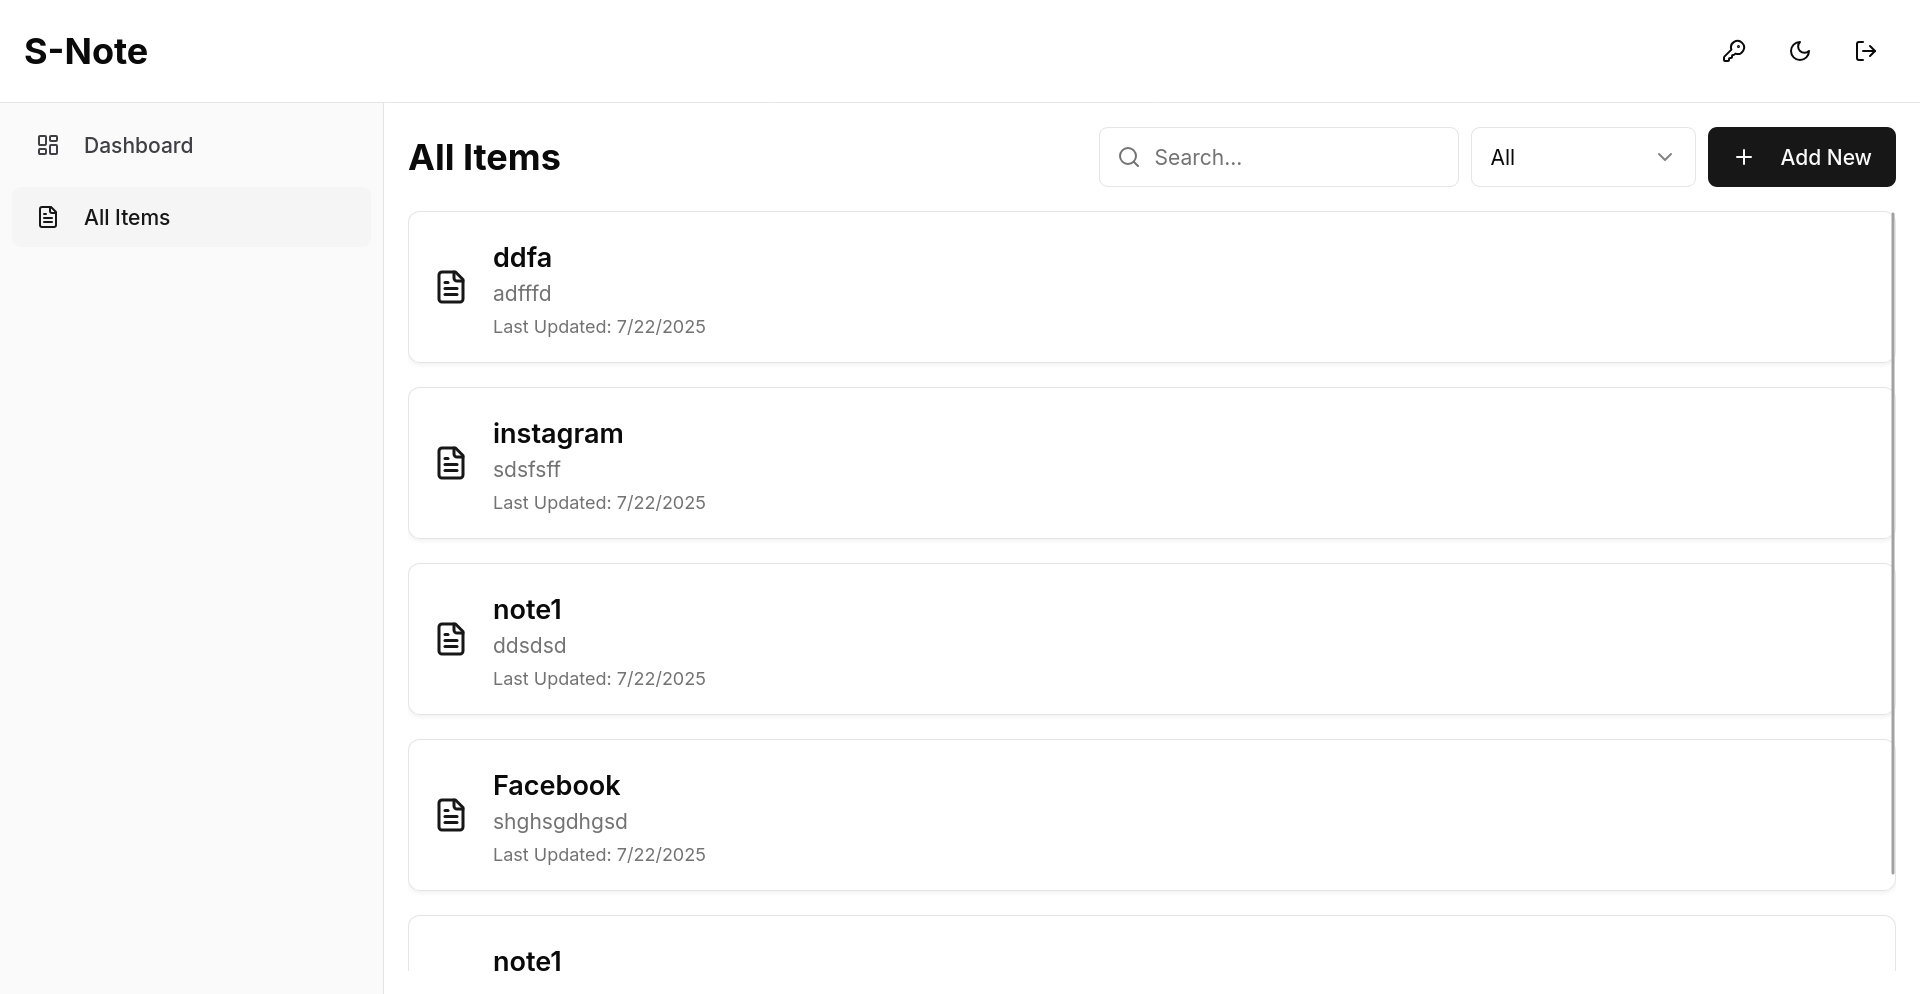 S-Note
Dashboard
All Items
All Items
Search...
All
Add New
ddfa
adfffd
Last Updated: 7/22/2025
instagram
sdsfsff
Last Updated: 7/22/2025
note1
ddsdsd
Last Updated: 7/22/2025
Facebook
shghsgdhgsd
Last Updated: 7/22/2025
note1